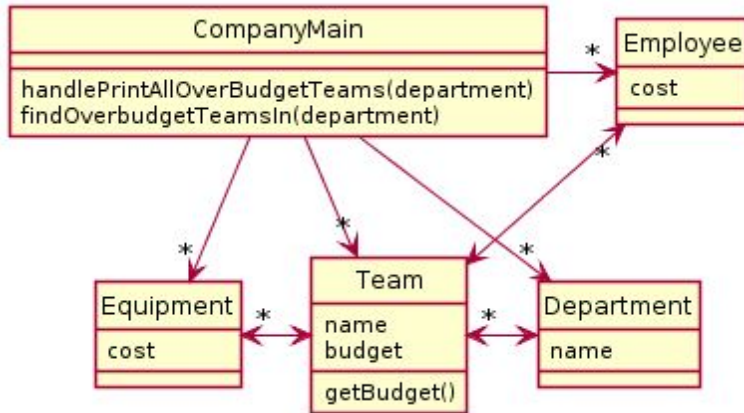 CompanyMain
handlePrintAllOverBudgetTeams(department)
findOverbudgetTeamsIn(department)
*
Employee
cost
*
*
*
*
Equipment
cost
*
Team
name
budget
getBudget()
*
Department
name